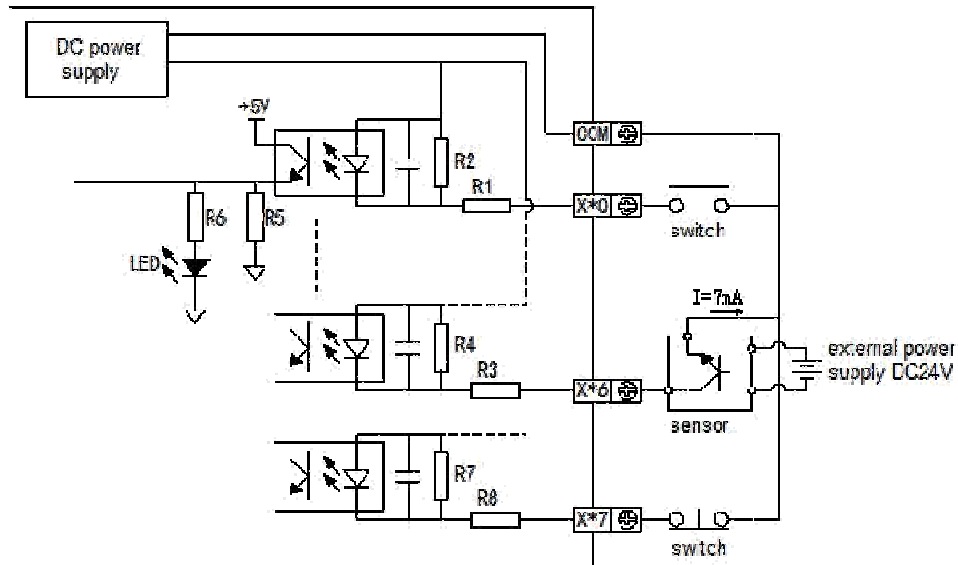 DC power
supply
+5V
R2
R1
R6
R5
LED
COM
X*0
switch
I=7mA
R4
R3
X*6
sensor
external power
supply DC24V
R7
R8
X*7
switch